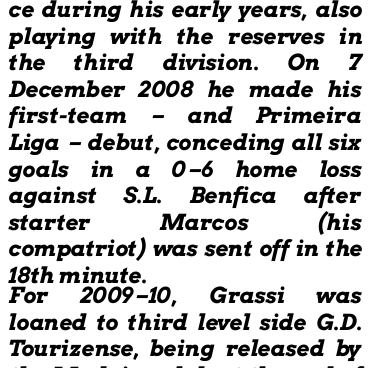 ce during his early years, also
playing with the reserves in
the third division. On 7
December 2008 he made his
first-team – and Primeira
Liga – debut, conceding all six
goals in a 0–6 home loss
against S.L. Benfica after
starter Marcos (his
compatriot) was sent off in the
18th minute.
For 2009–10, Grassi was
loaned to third level side G.D.
Tourizense, being released by